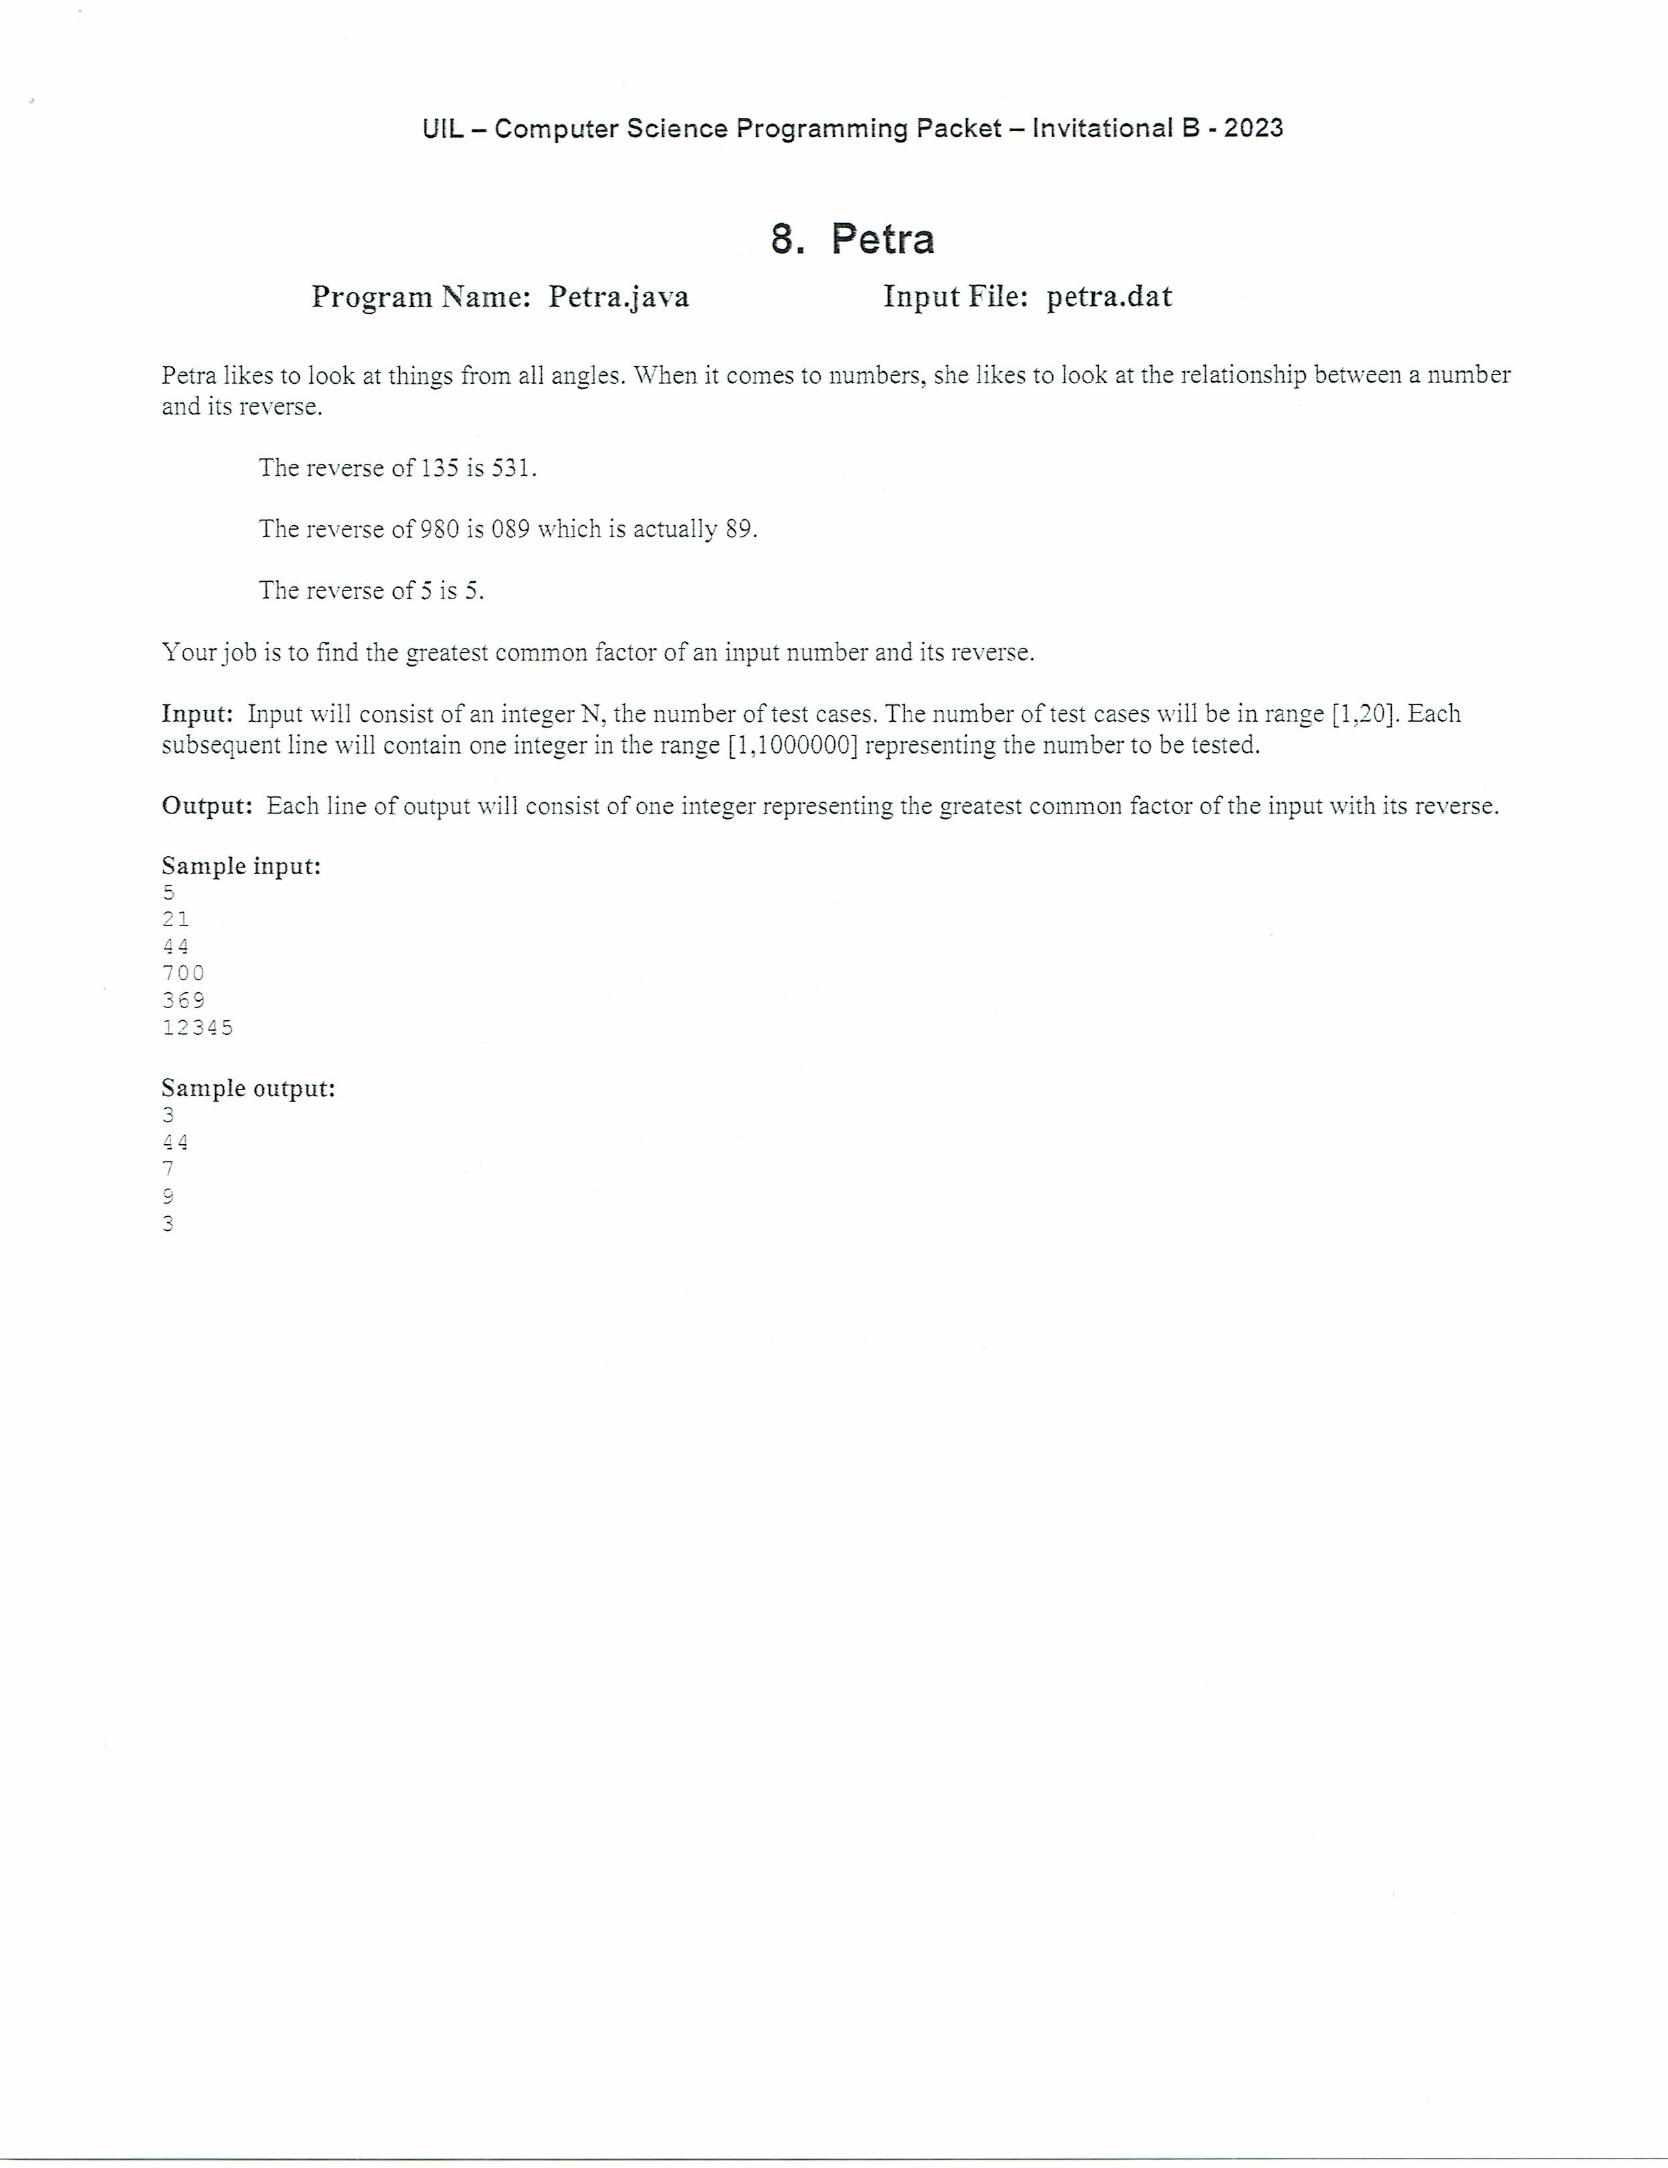 UIL – Computer Science Programming Packet – Invitational B - 2023
8. Petra
Program Name: Petra.java Input File: petra.dat
Petra likes to look at things from all angles. When it comes to numbers, she likes to look at the relationship between a number
and its reverse.
The reverse of 135 is 531.
The reverse of 980 is 089 which is actually 89.
The reverse of 5 is 5.
Your job is to find the greatest common factor of an input number and its reverse.
Input: Input will consist of an integer N, the number of test cases. The number of test cases will be in range [1,20]. Each
subsequent line will contain one integer in the range [1,1000000] representing the number to be tested.
Output: Each line of output will consist of one integer representing the greatest common factor of the input with its reverse.
Sample input:
5
21
44
700
369
12345
Sample output:
3
44
7
9
3